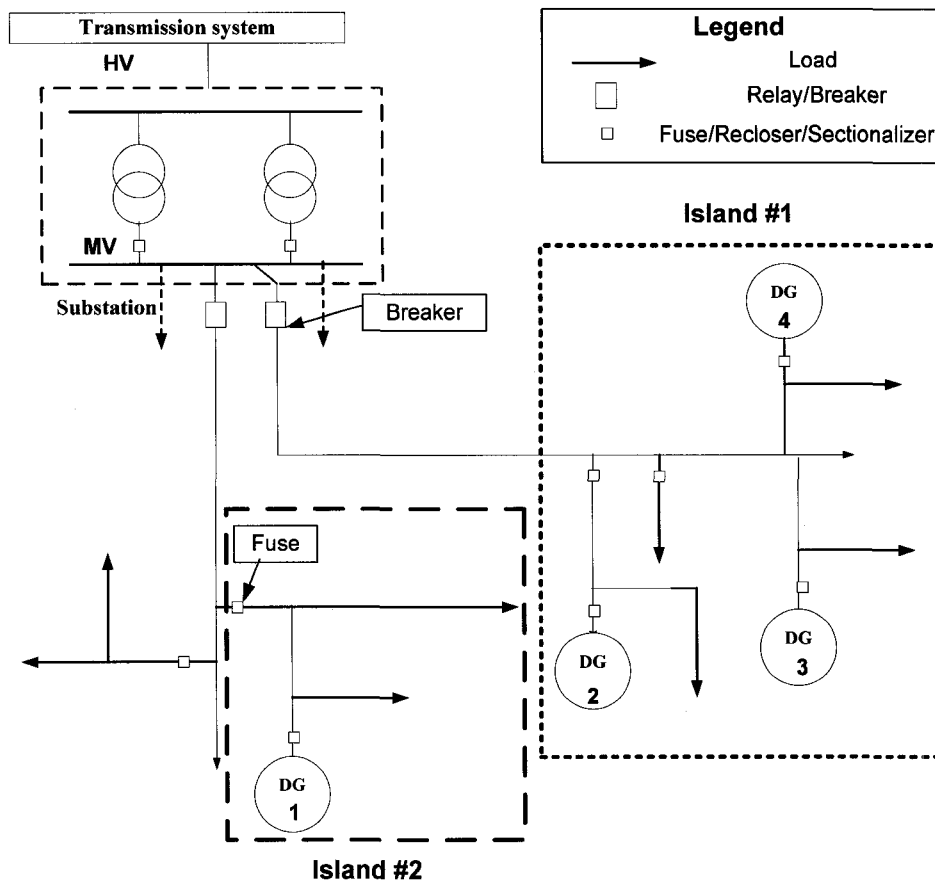 Transmission system
HV
MV
Substation
Breaker
Legend
Load
Relay/Breaker
Fuse/Recloser/Sectionalizer
Island #1
DG
4
DG
2
DG
3
Fuse
DG
1
Island #2